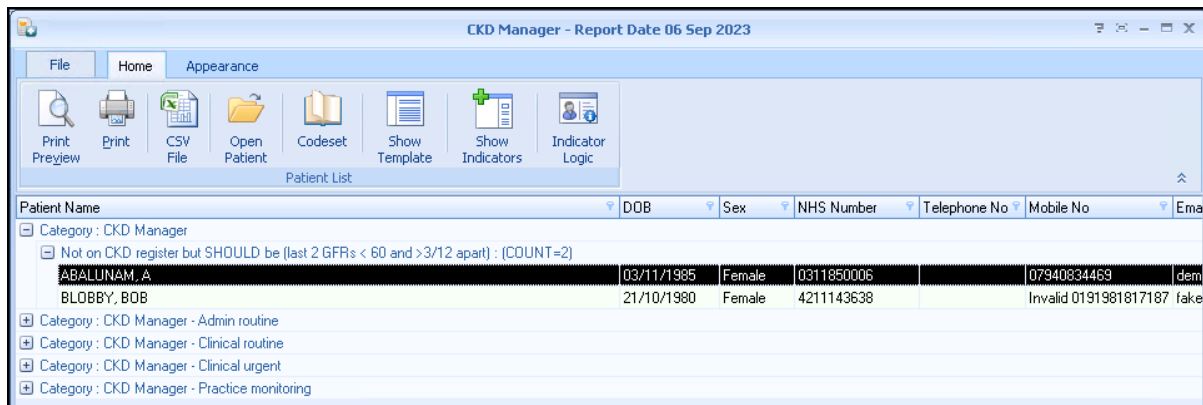 CKD Manager - Report Date 06 Sep 2023
File Home Appearance
Print Preview Print CSV File Open Patient Codeset Show Template Show Indicators Indicator Logic
Patient List
Patient Name DOB Sex NHS Number Telephone No Mobile No Ema
Category : CKD Manager
Not on CKD register but SHOULD be (last 2 GFRs < 60 and >3/12 apart) : (COUNT=2)
ABALUNAM, A 03/11/1985 Female 0311850006 07940834469 dem
BLOBBY, BOB 21/10/1980 Female 4211143638 Invalid 0191981817187 fake
Category : CKD Manager - Admin routine
Category : CKD Manager - Clinical routine
Category : CKD Manager - Clinical urgent
Category : CKD Manager - Practice monitoring